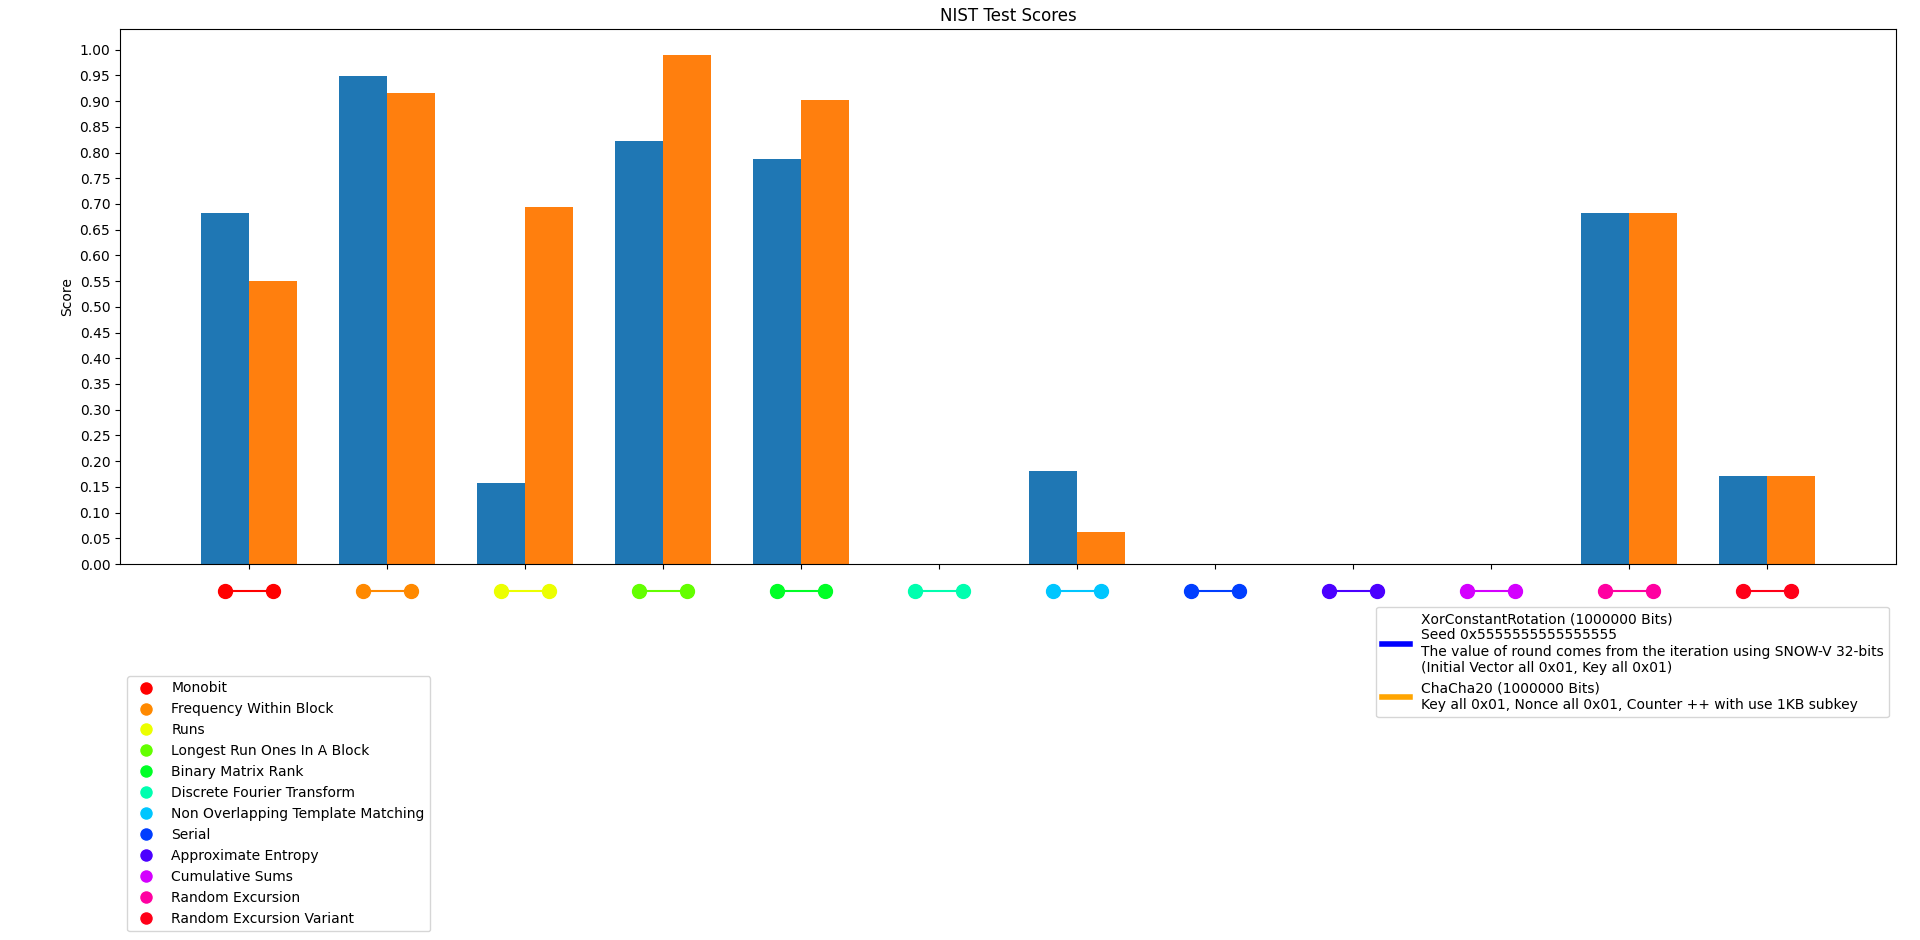 NIST Test Scores
1.00
0.95
0.90
0.85
0.80
0.75
0.70
0.65
0.60
0.55
0.50
0.45
0.40
0.35
0.30
0.25
0.20
0.15
0.10
0.05
0.00
Score
XorConstantRotation (1000000 Bits)
Seed 0x5555555555555555
The value of round comes from the iteration using SNOW-V 32-bits
(Initial Vector all 0x01, Key all 0x01)
ChaCha20 (1000000 Bits)
Key all 0x01, Nonce all 0x01, Counter ++ with use 1KB subkey
Monobit
Frequency Within Block
Runs
Longest Run Ones In A Block
Binary Matrix Rank
Discrete Fourier Transform
Non Overlapping Template Matching
Serial
Approximate Entropy
Cumulative Sums
Random Excursion
Random Excursion Variant